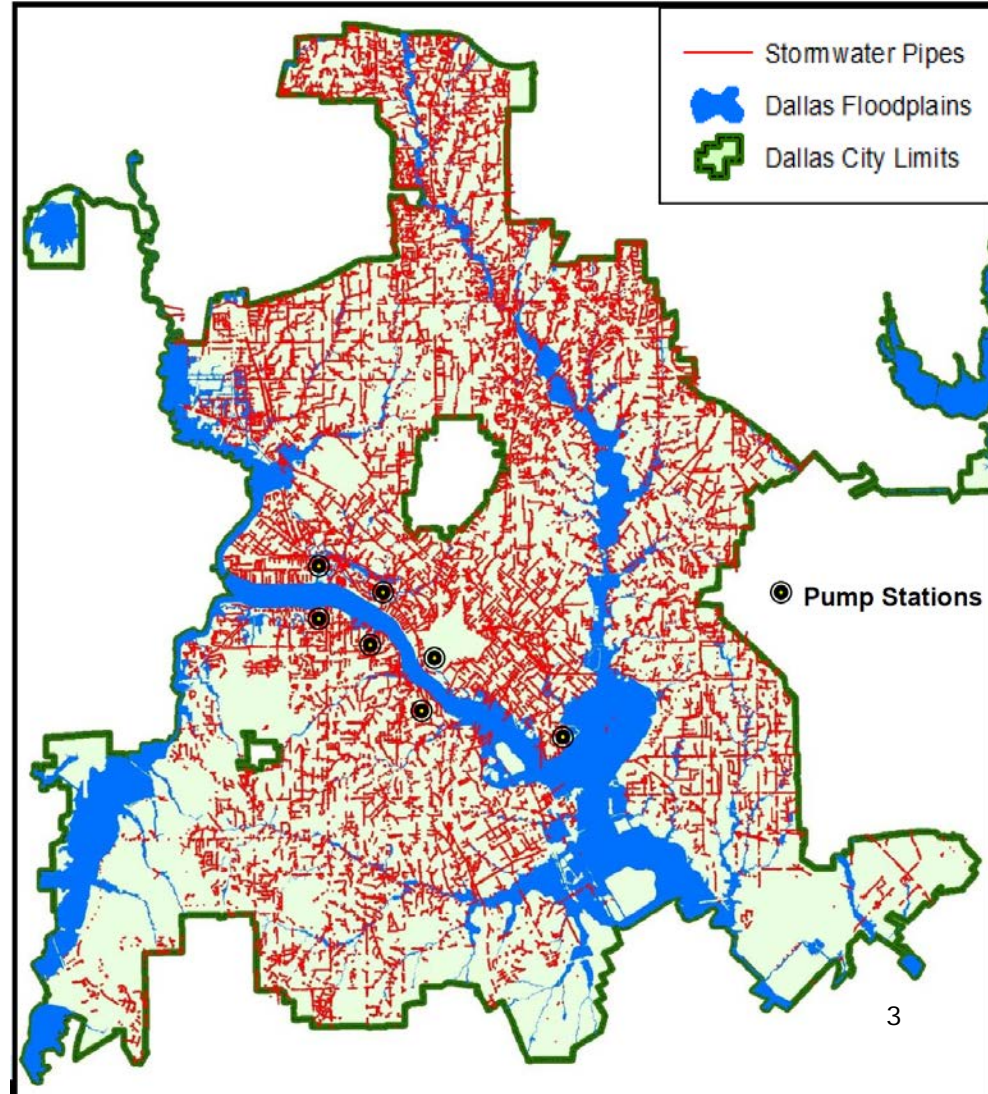 Stormwater Pipes
Dallas Floodplains
Dallas City Limits
Pump Stations
3